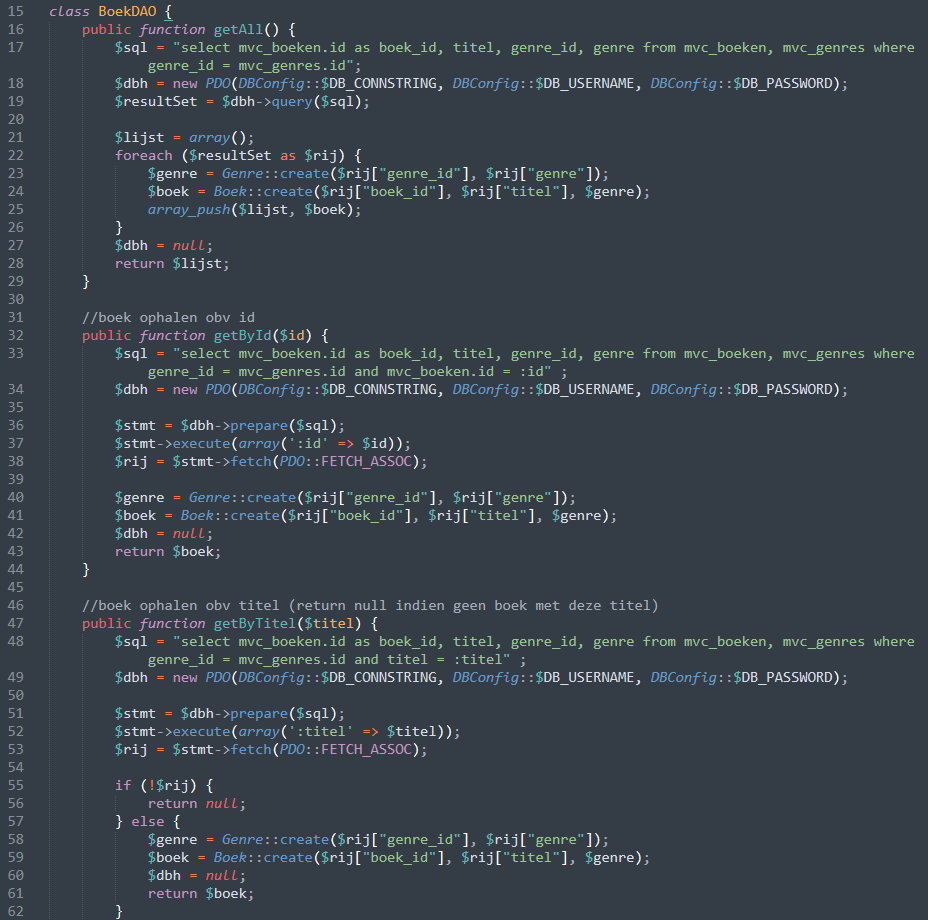 15 class BoekDAO {
16     public function getAll() {
17         $sql = "select mvc_boeken.id as boek_id, titel, genre_id, genre from mvc_boeken, mvc_genres where
            genre_id = mvc_genres.id";
18         $dbh = new PDO(DBConfig::$DB_CONNSTRING, DBConfig::$DB_USERNAME, DBConfig::$DB_PASSWORD);
19         $resultSet = $dbh->query($sql);
20
21         $lijst = array();
22         foreach ($resultSet as $rij) {
23             $genre = Genre::create($rij["genre_id"], $rij["genre"]);
24             $boek = Boek::create($rij["boek_id"], $rij["titel"], $genre);
25             array_push($lijst, $boek);
26         }
27         $dbh = null;
28         return $lijst;
29     }
30
31     //boek ophalen obv id
32     public function getById($id) {
33         $sql = "select mvc_boeken.id as boek_id, titel, genre_id, genre from mvc_boeken, mvc_genres where
            genre_id = mvc_genres.id and mvc_boeken.id = :id" ;
34         $dbh = new PDO(DBConfig::$DB_CONNSTRING, DBConfig::$DB_USERNAME, DBConfig::$DB_PASSWORD);
35
36         $stmt = $dbh->prepare($sql);
37         $stmt->execute(array(':id' => $id));
38         $rij = $stmt->fetch(PDO::FETCH_ASSOC);
39
40         $genre = Genre::create($rij["genre_id"], $rij["genre"]);
41         $boek = Boek::create($rij["boek_id"], $rij["titel"], $genre);
42         $dbh = null;
43         return $boek;
44     }
45
46     //boek ophalen obv titel (return null indien geen boek met deze titel)
47     public function getByTitel($titel) {
48         $sql = "select mvc_boeken.id as boek_id, titel, genre_id, genre from mvc_boeken, mvc_genres where
            genre_id = mvc_genres.id and titel = :titel" ;
49         $dbh = new PDO(DBConfig::$DB_CONNSTRING, DBConfig::$DB_USERNAME, DBConfig::$DB_PASSWORD);
50
51         $stmt = $dbh->prepare($sql);
52         $stmt->execute(array(':titel' => $titel));
53         $rij = $stmt->fetch(PDO::FETCH_ASSOC);
54
55         if (!$rij) {
56             return null;
57         } else {
58             $genre = Genre::create($rij["genre_id"], $rij["genre"]);
59             $boek = Boek::create($rij["boek_id"], $rij["titel"], $genre);
60             $dbh = null;
61             return $boek;
62         }